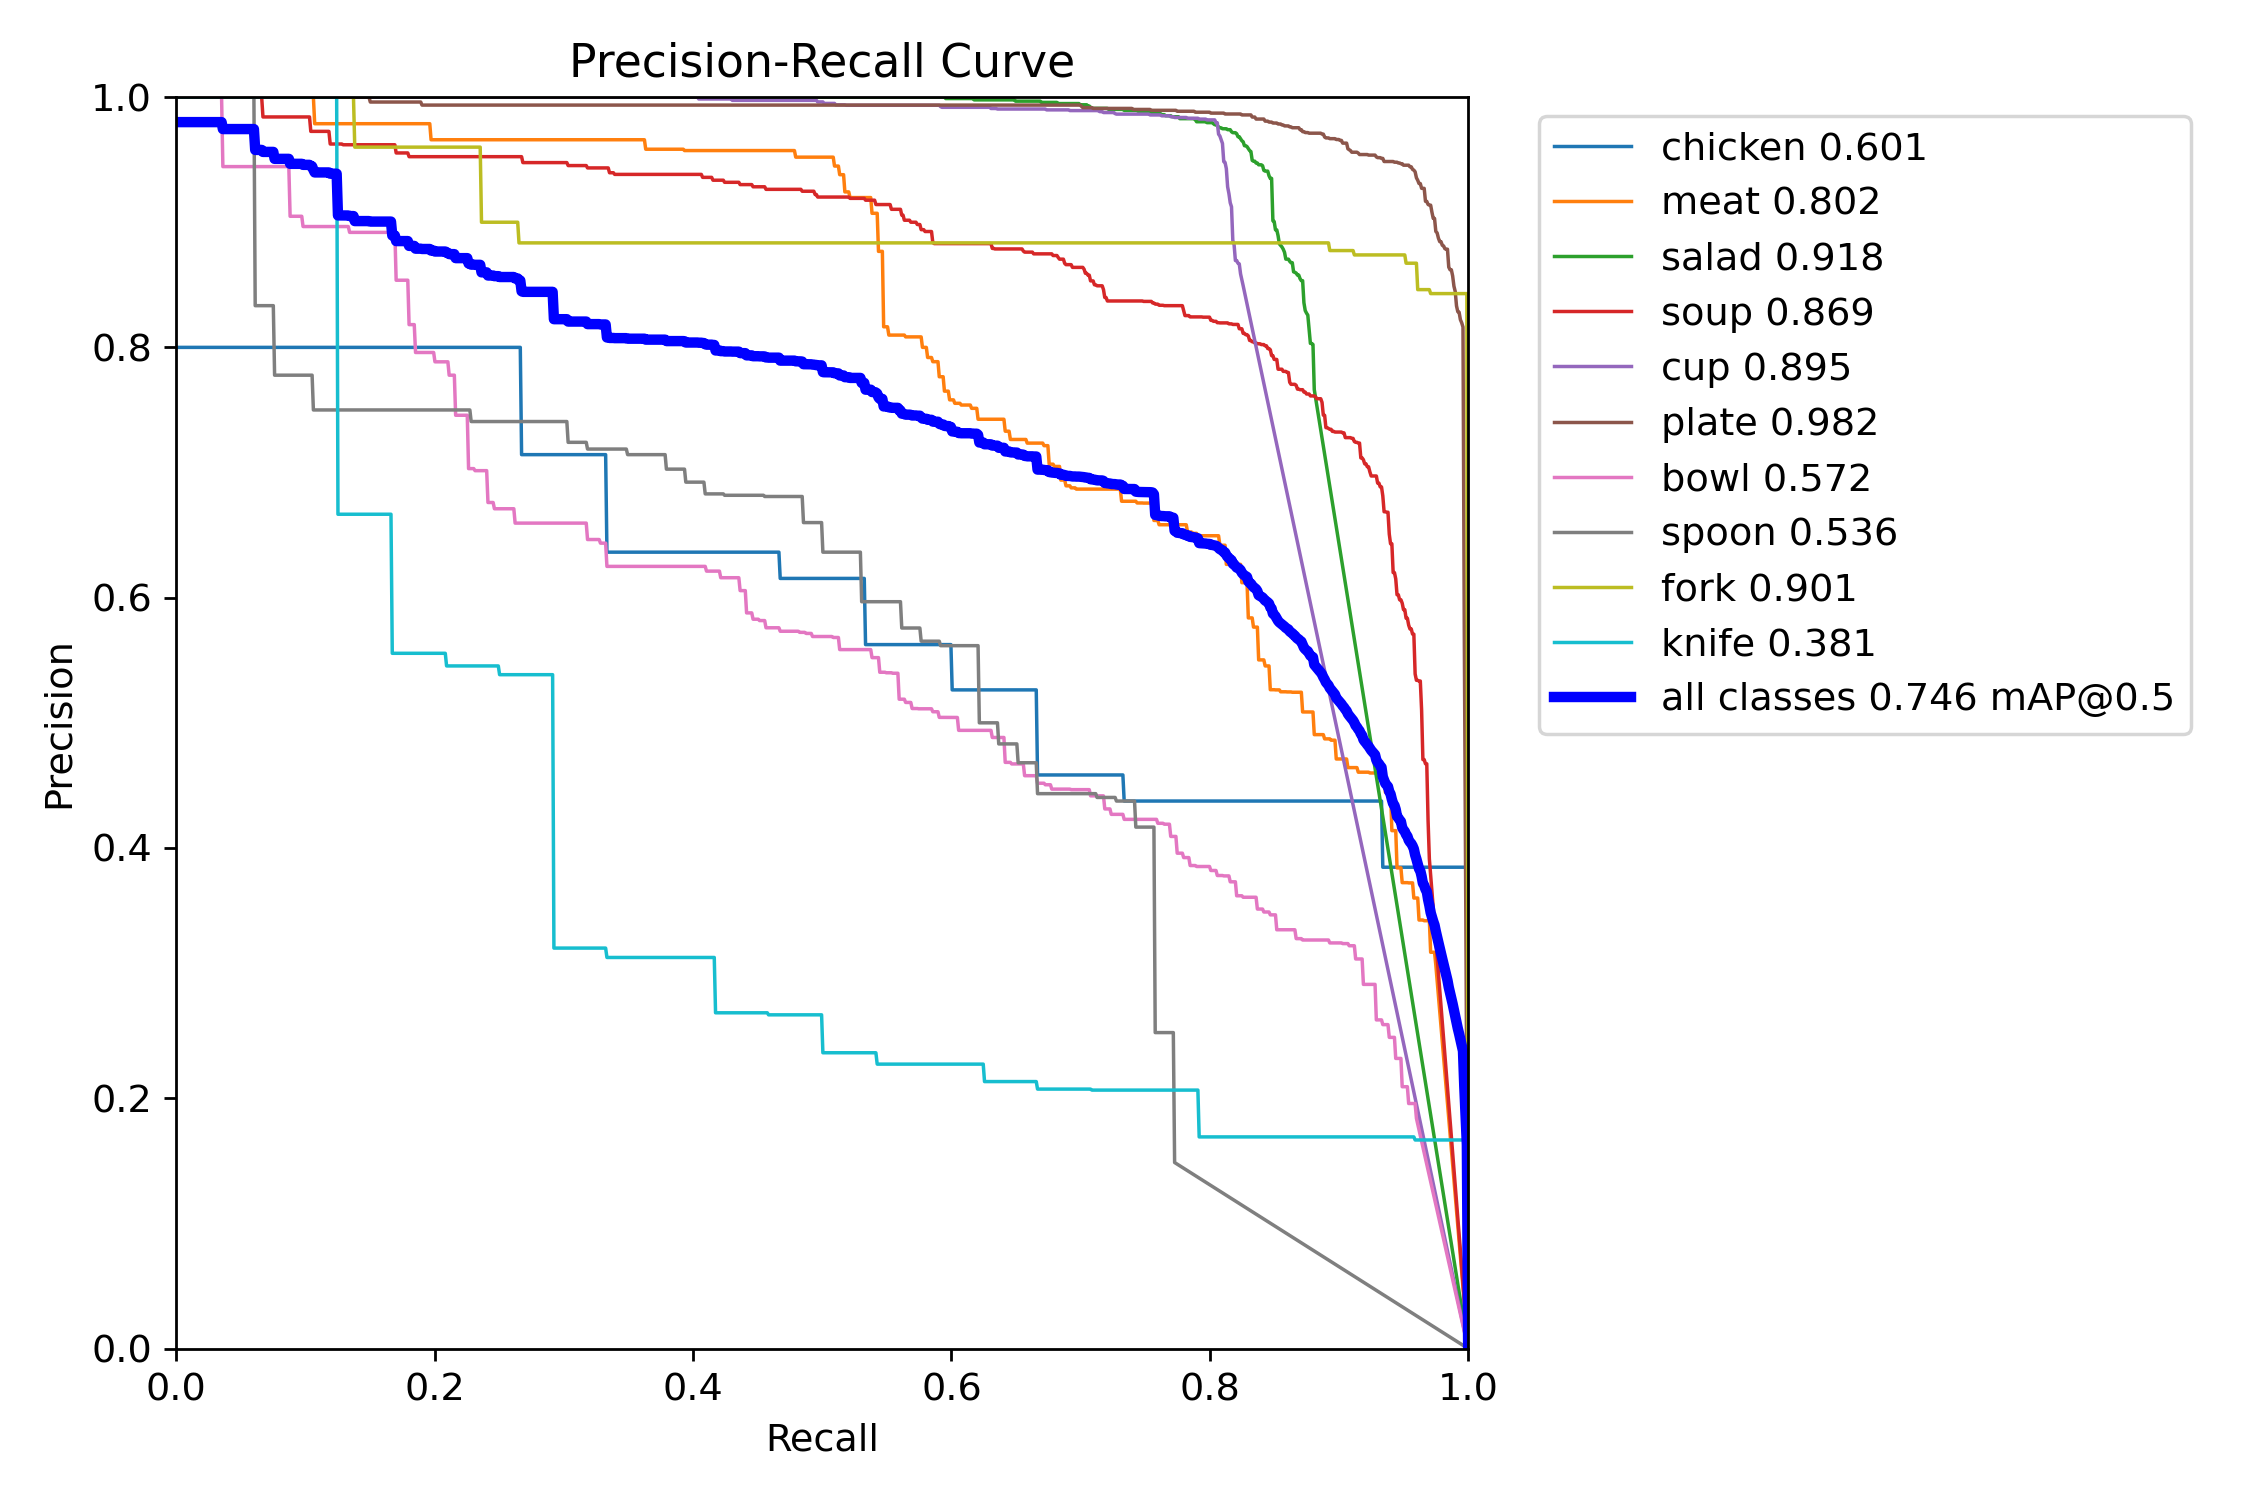 Precision-Recall Curve
1.0
0.8
0.6
0.4
0.2
0.0
Precision
0.0 0.2 0.4 0.6 0.8 1.0
Recall
chicken 0.601
meat 0.802
salad 0.918
soup 0.869
cup 0.895
plate 0.982
bowl 0.572
spoon 0.536
fork 0.901
knife 0.381
all classes 0.746 mAP@0.5